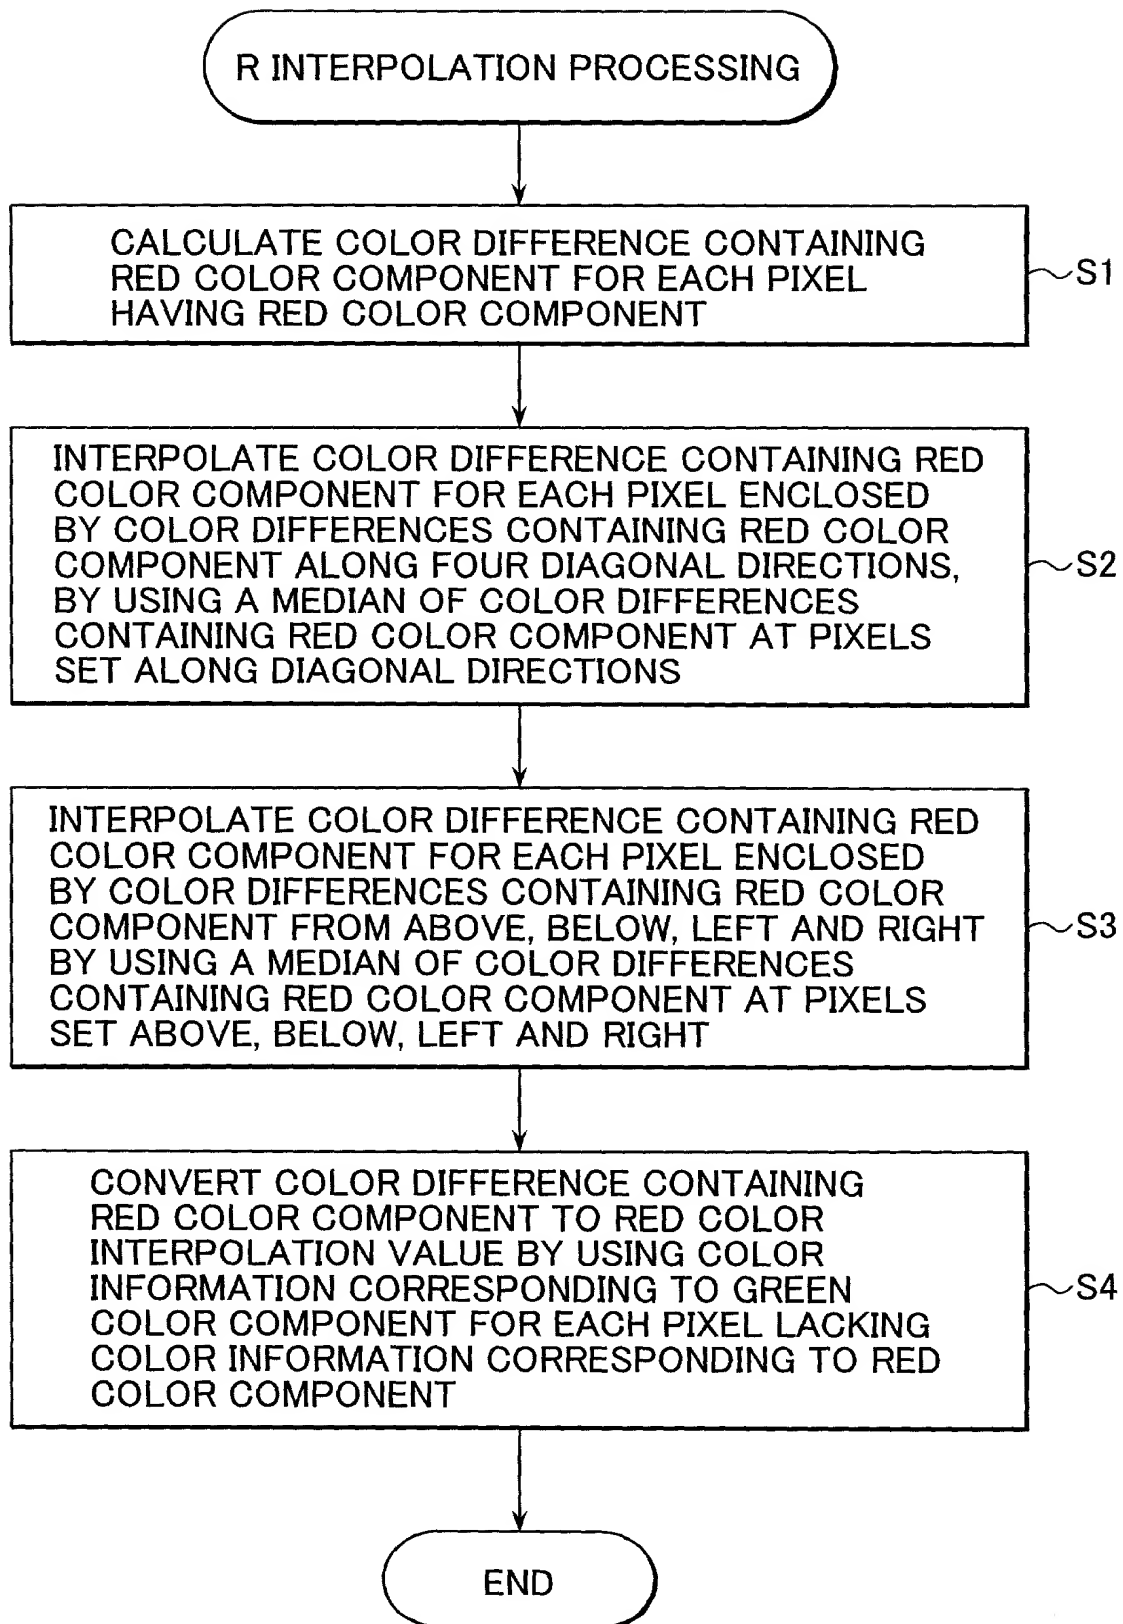 R INTERPOLATION PROCESSING
CALCULATE COLOR DIFFERENCE CONTAINING
RED COLOR COMPONENT FOR EACH PIXEL
HAVING RED COLOR COMPONENT
S1
INTERPOLATE COLOR DIFFERENCE CONTAINING RED
COLOR COMPONENT FOR EACH PIXEL ENCLOSED
BY COLOR DIFFERENCES CONTAINING RED COLOR
COMPONENT ALONG FOUR DIAGONAL DIRECTIONS,
BY USING A MEDIAN OF COLOR DIFFERENCES
CONTAINING RED COLOR COMPONENT AT PIXELS
SET ALONG DIAGONAL DIRECTIONS
S2
INTERPOLATE COLOR DIFFERENCE CONTAINING RED
COLOR COMPONENT FOR EACH PIXEL ENCLOSED
BY COLOR DIFFERENCES CONTAINING RED COLOR
COMPONENT FROM ABOVE, BELOW, LEFT AND RIGHT
BY USING A MEDIAN OF COLOR DIFFERENCES
CONTAINING RED COLOR COMPONENT AT PIXELS
SET ABOVE, BELOW, LEFT AND RIGHT
S3
CONVERT COLOR DIFFERENCE CONTAINING
RED COLOR COMPONENT TO RED COLOR
INTERPOLATION VALUE BY USING COLOR
INFORMATION CORRESPONDING TO GREEN
COLOR COMPONENT FOR EACH PIXEL LACKING
COLOR INFORMATION CORRESPONDING TO RED
COLOR COMPONENT
S4
END